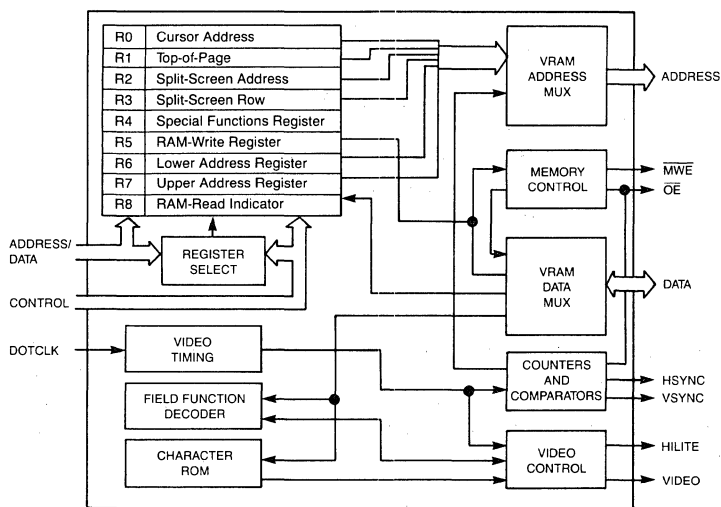 R0 Cursor Address
R1 Top-of-Page
R2 Split-Screen Address
R3 Split-Screen Row
R4 Special Functions Register
R5 RAM-Write Register
R6 Lower Address Register
R7 Upper Address Register
R8 RAM-Read Indicator
VRAM
ADDRESS
MUX
ADDRESS
MEMORY
CONTROL
MWE
OE
ADDRESS/
DATA
REGISTER
SELECT
CONTROL
VRAM
DATA
MUX
DATA
DOTCLK
VIDEO
TIMING
COUNTERS
AND
COMPARATORS
HSYNC
VSYNC
FIELD FUNCTION
DECODER
CHARACTER
ROM
VIDEO
CONTROL
HILITE
VIDEO